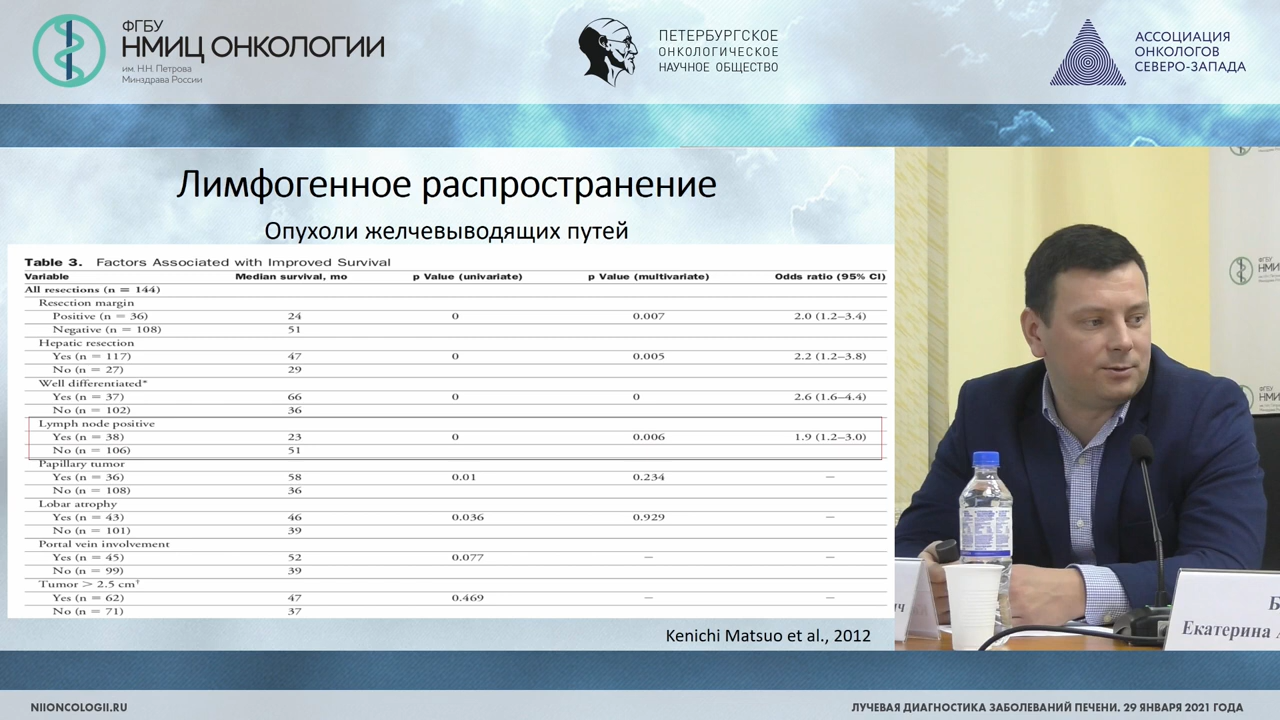 ФГБУ
НМИЦ ОНКОЛОГИИ
им. Н.Н. Петрова
Минздрава России
ПЕТЕРБУРГСКОЕ
ОНКОЛОГИЧЕСКОЕ
НАУЧНОЕ ОБЩЕСТВО
АССОЦИАЦИЯ
ОНКОЛОГОВ
СЕВЕРО-ЗАПАДА
Лимфогенное распространение
Опухоли желчевыводящих путей
Table 3. Factors Associated with Improved Survival
Variable Median survival, mo p Value (univariate) p Value (multivariate) Odds ratio (95% CI)
All resections (n = 144)
Resection margin
Positive (n = 36) 24 0 0.007 2.0 (1.2–3.4)
Negative (n = 108) 51
Hepatic resection
Yes (n = 117) 47 0 0.005 2.2 (1.2–3.8)
No (n = 27) 29
Well differentiated*
Yes (n = 37) 66 0 0 2.6 (1.6–4.4)
No (n = 102) 36
Lymph node positive
Yes (n = 38) 23 0 0.006 1.9 (1.2–3.0)
No (n = 106) 51
Papillary tumor
Yes (n = 36) 58 0.01 0.234 —
No (n = 108) 36
Lobar atrophy
Yes (n = 43) 46 0.036 0.929 —
No (n = 101) 39
Portal vein involvement
Yes (n = 45) 52 0.077 — —
No (n = 99) 39
Tumor > 2.5 cm†
Yes (n = 62) 47 0.469 — —
No (n = 71) 37
Kenichi Matsuo et al., 2012
Екатерина
NIIONCOLOGII.RU
ЛУЧЕВАЯ ДИАГНОСТИКА ЗАБОЛЕВАНИЙ ПЕЧЕНИ. 29 ЯНВАРЯ 2021 ГОДА